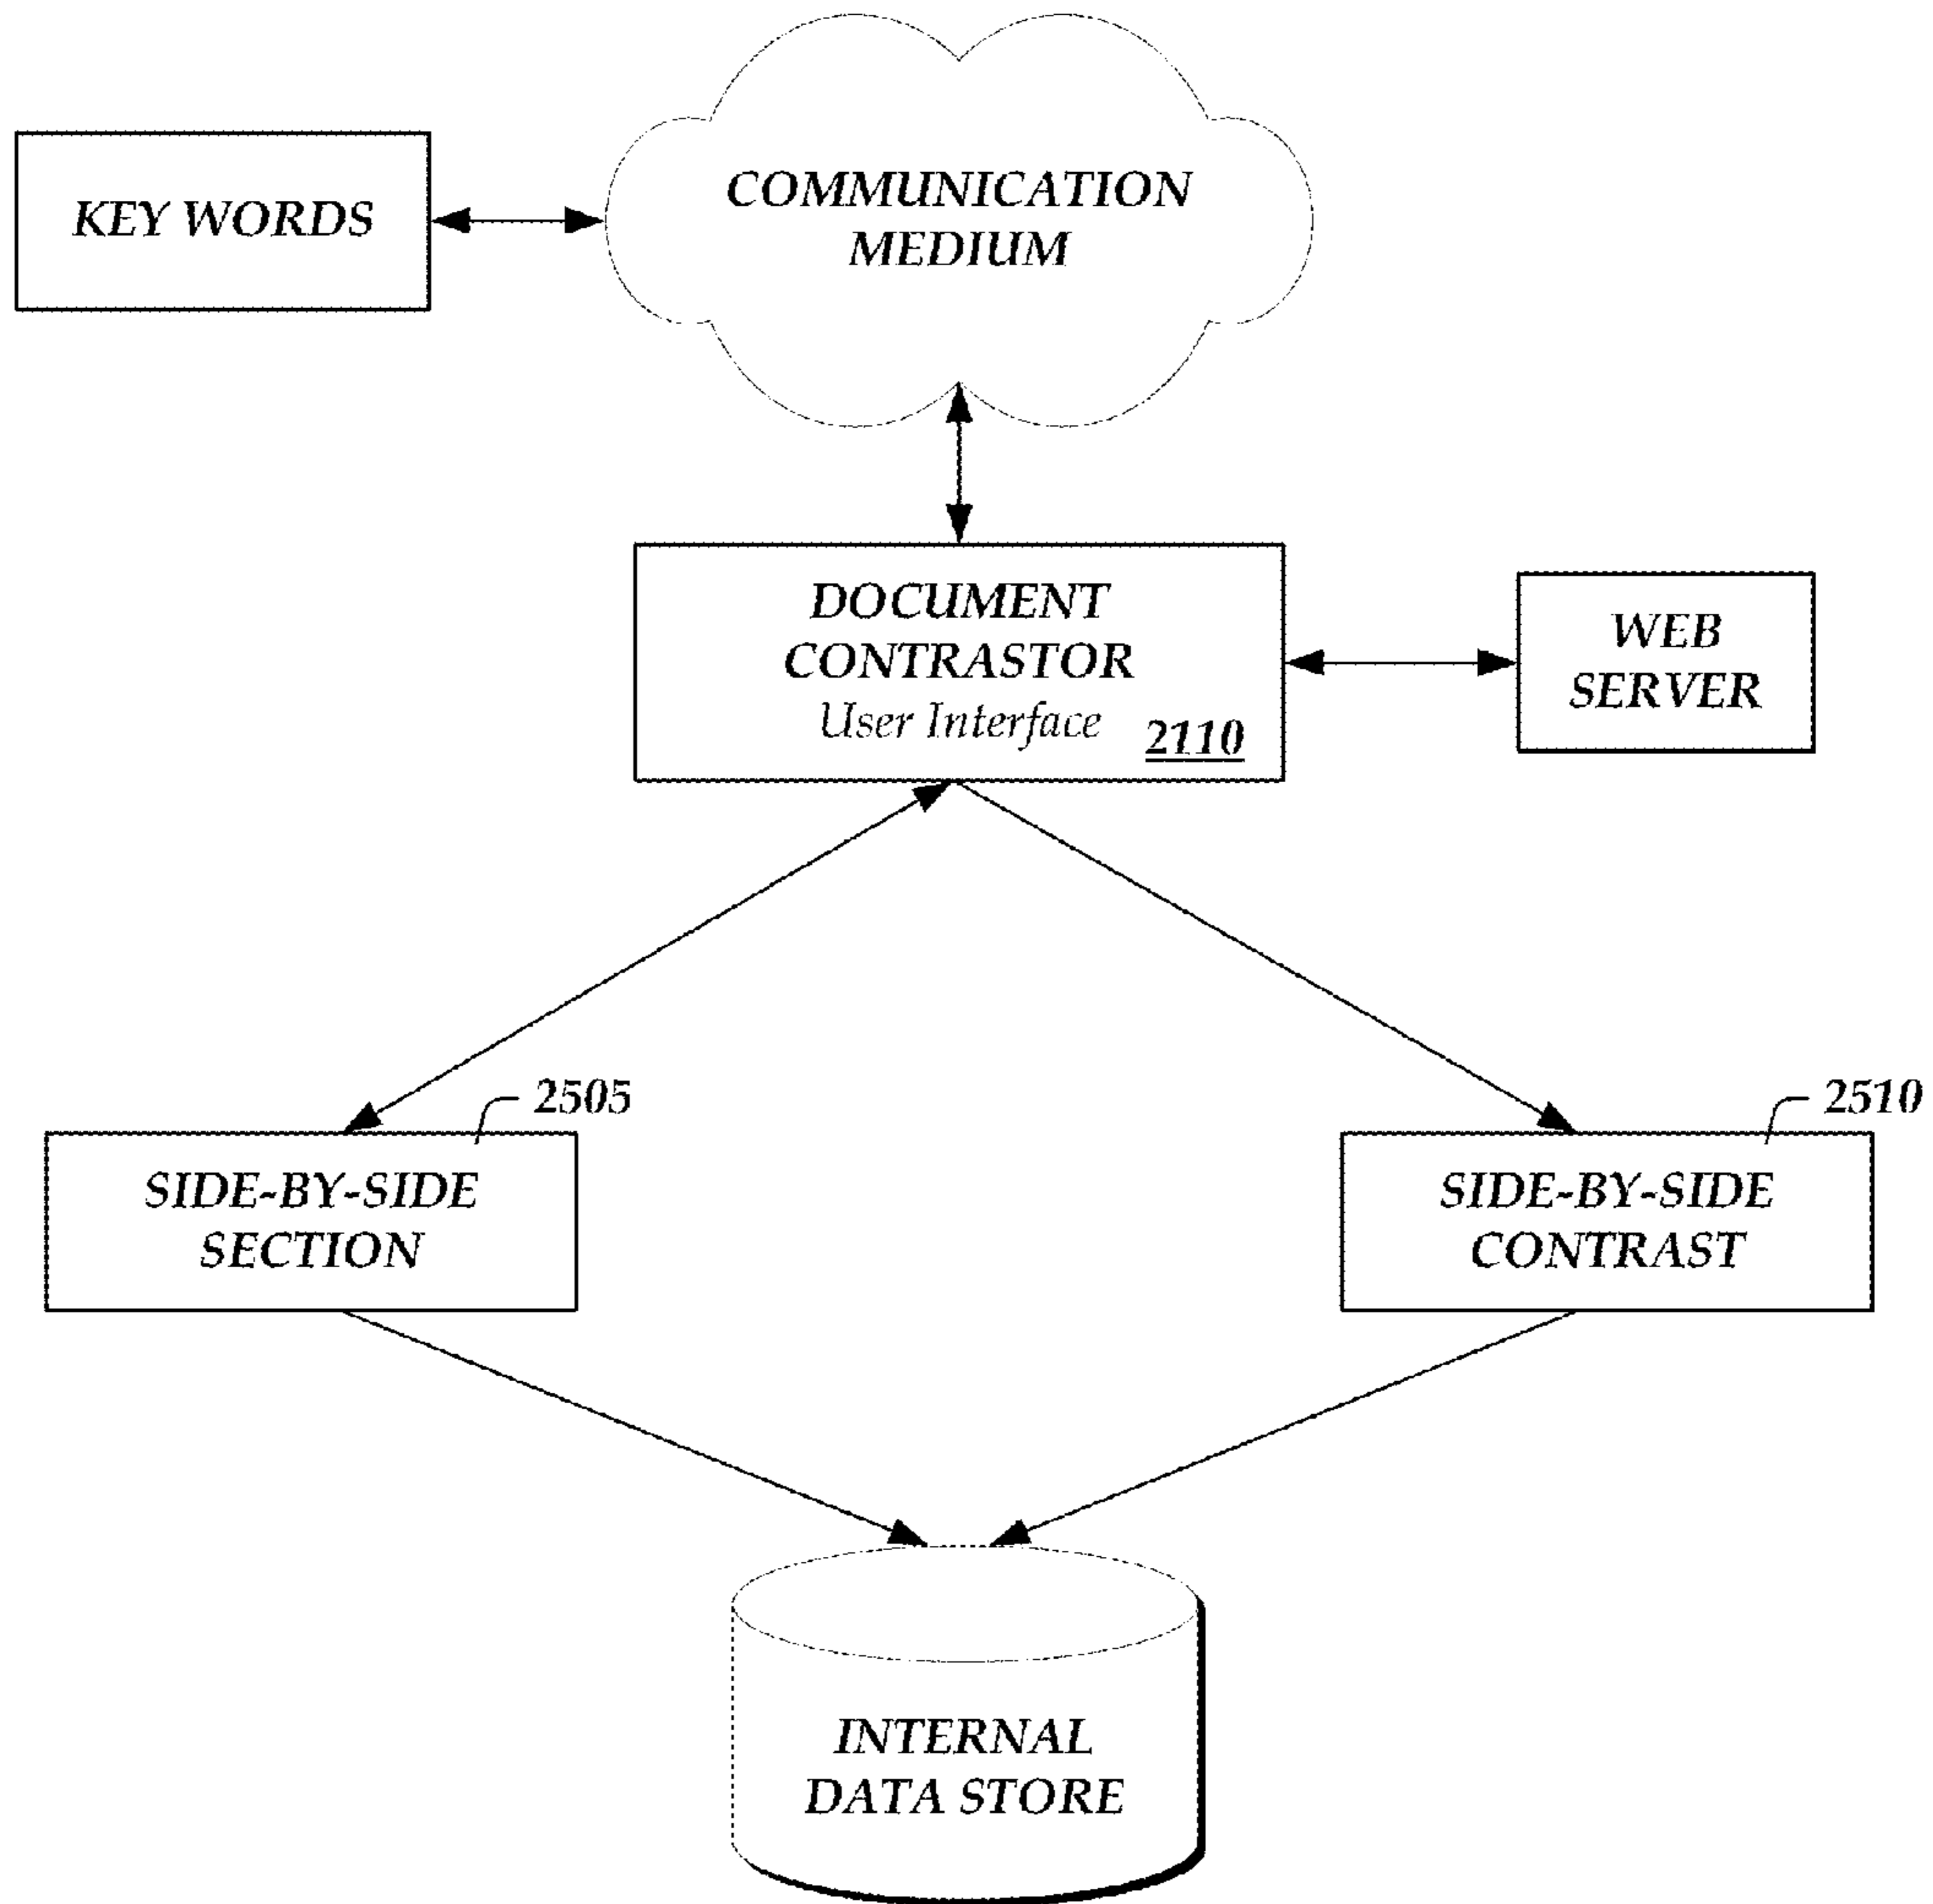 COMMUNICATION
MEDIUM
KEY WORDS
DOCUMENT
CONTRASTOR
User Interface
2110
WEB
SERVER
2505
SIDE-BY-SIDE
SECTION
2510
SIDE-BY-SIDE
CONTRAST
INTERNAL
DATA STORE